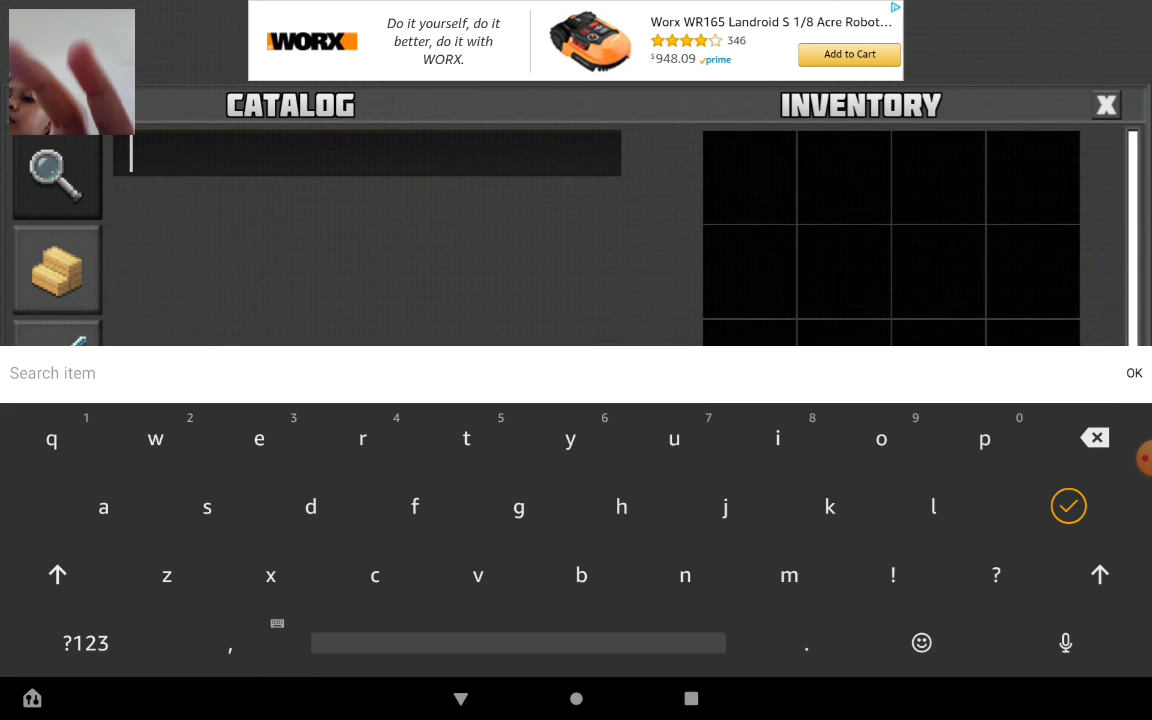 WORX
Do it yourself, do it
better, do it with
WORX.
Worx WR165 Landroid S 1/8 Acre Robot...
346
$948.09 prime
Add to Cart
CATALOG
INVENTORY
X
Search item
OK
1 2 3 4 5 6 7 8 9 0
q w e r t y u i o p
a s d f g h j k l
z x c v b n m ! ?
?123 , .